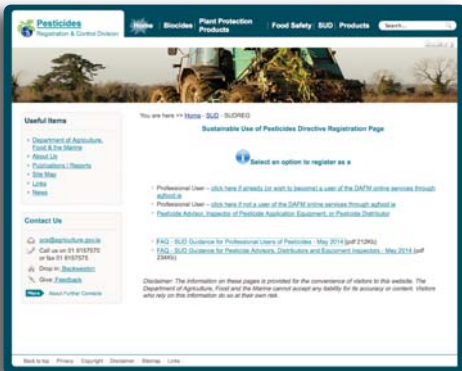 Pesticides
Registration & Control Division
Home
Biocides
Plant Protection
Products
Food Safety
SUD
Products
Search...
You are here >> Home - SUD - SUDREG
Sustainable Use of Pesticides Directive Registration Page
Select an option to register as a
Professional User – click here if already (or wish to become) a user of the DAFM online services through
agfood.ie
Professional User – click here if not a user of the DAFM online services through agfood.ie
Pesticide Advisor, Inspector of Pesticide Application Equipment, or Pesticide Distributor
FAQ - SUD Guidance for Professional Users of Pesticides - May 2014 (pdf 212Kb)
FAQ - SUD Guidance for Pesticide Advisors, Distributors and Equipment Inspectors - May 2014 (pdf
234Kb)
Disclaimer: The information on these pages is provided for the convenience of visitors to this website. The
Department of Agriculture, Food and the Marine cannot accept any liability for its accuracy or content. Visitors
who rely on this information do so at their own risk.
Useful Items
Department of Agriculture,
Food & the Marine
About Us
Publications / Reports
Site Map
Links
News
Contact Us
pcs@agriculture.gov.ie
Call us on 01 6157575
or fax 01 6157575
Drop in: Backweston
Give: Feedback
About Further Contacts
Back to top
Privacy
Copyright
Disclaimer
Sitemap
Links